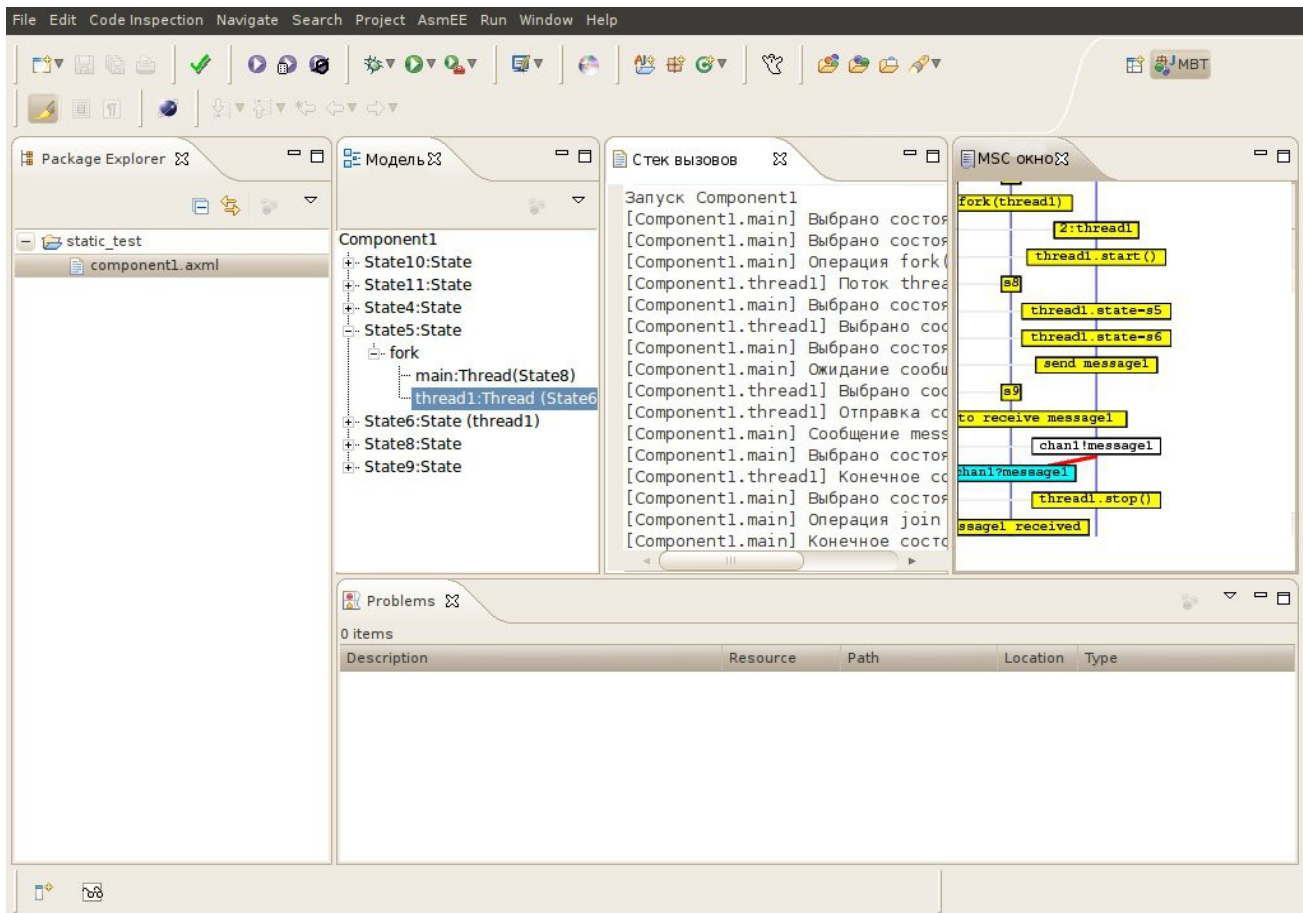 File Edit Code Inspection Navigate Search Project AsmEE Run Window Help
MBT
Package Explorer
static_test
component1.axml
Модель
Component1
State10:State
State11:State
State4:State
State5:State
fork
main:Thread(State8)
thread1:Thread (State6
State6:State (thread1)
State8:State
State9:State
Стек вызовов
Запуск Component1
[Component1.main] Выбрано состоя
[Component1.main] Выбрано состоя
[Component1.main] Операция fork(
[Component1.thread1] Поток threa
[Component1.main] Выбрано состоя
[Component1.thread1] Выбрано сос
[Component1.main] Выбрано состоя
[Component1.main] Ожидание сообщ
[Component1.thread1] Выбрано сос
[Component1.thread1] Отправка со
[Component1.main] Сообщение mess
[Component1.main] Выбрано состоя
[Component1.thread1] Конечное со
[Component1.main] Выбрано состоя
[Component1.main] Операция join
[Component1.main] Конечное состо
MSC окно
fork(thread1)
2:thread1
thread1.start()
s8
thread1.state=s5
thread1.state=s6
send message1
s9
to receive message1
chan1!message1
chan1?message1
thread1.stop()
ssage1 received
Problems
0 items
Description Resource Path Location Type